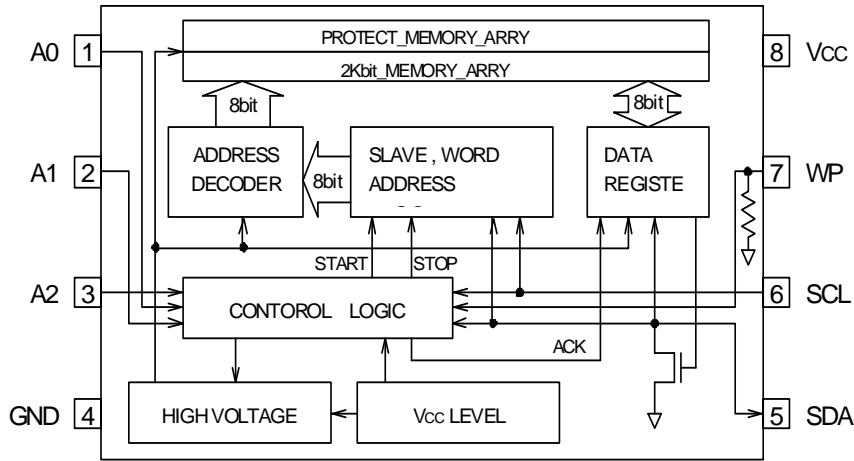 PROTECT_MEMORY_ARRY
2Kbit_MEMORY_ARRY
A0 1
8 Vcc
8bit
8bit
ADDRESS
DECODER
8bit
SLAVE , WORD
ADDRESS
DATA
REGISTE
A1 2
7 WP
START
STOP
A2 3
CONTOROL LOGIC
6 SCL
ACK
GND 4
HIGH VOLTAGE
Vcc LEVEL
5 SDA